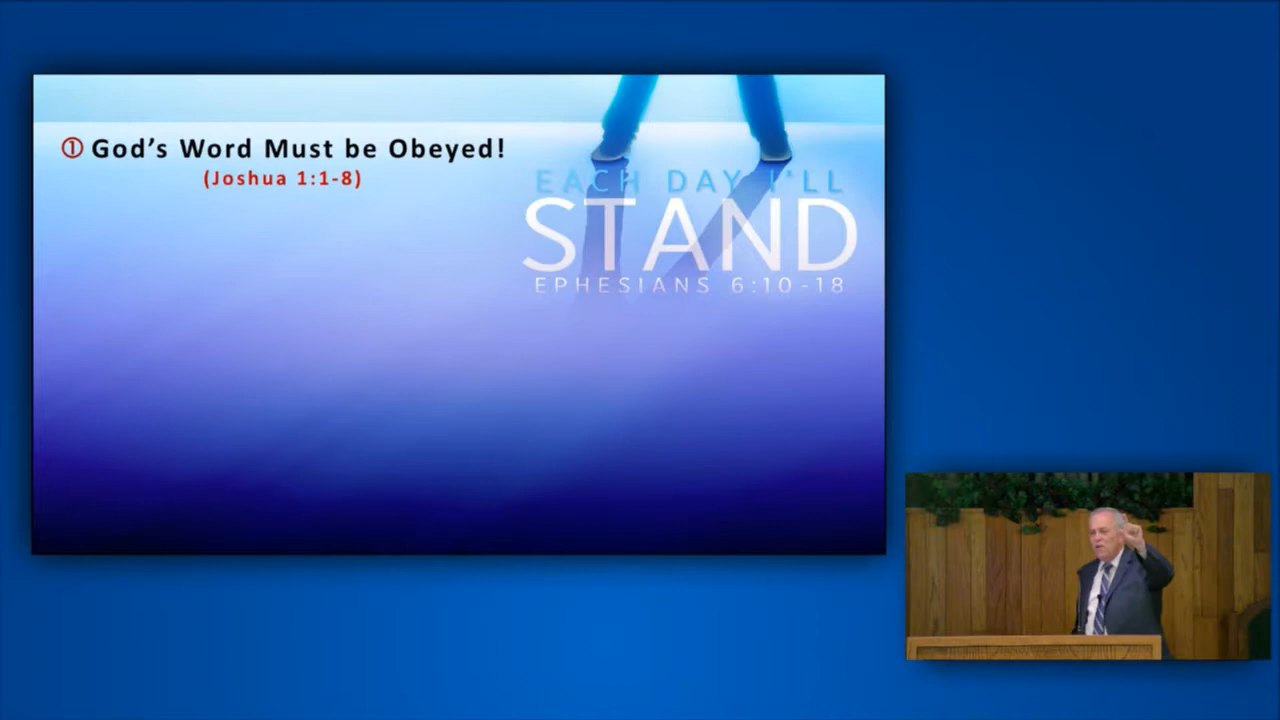 ① God's Word Must be Obeyed!
(Joshua 1:1-8)
EACH DAY I'LL
STAND
EPHESIANS 6:10-18